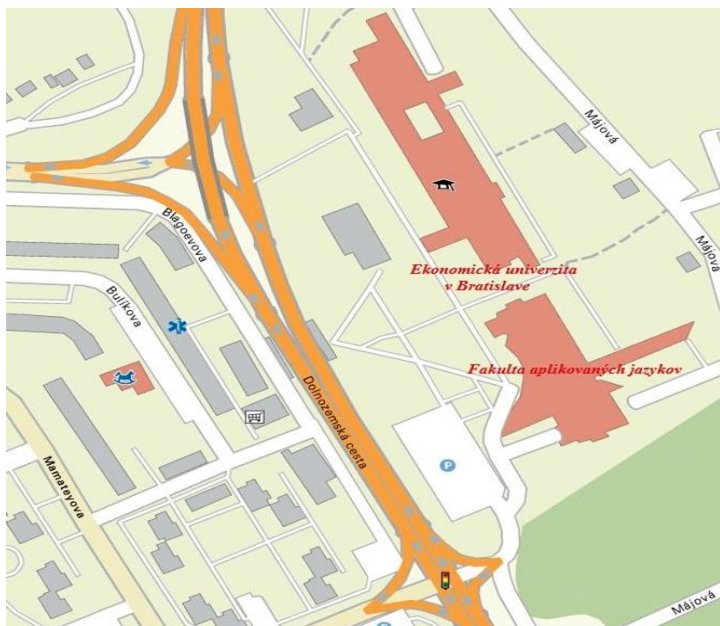 Májová
Májová
Blagoevova
Ekonomická univerzita
v Bratislave
Bulíkova
Fakulta aplikovaných jazykov
Dolnozemská cesta
P
Mamateyova
Májová